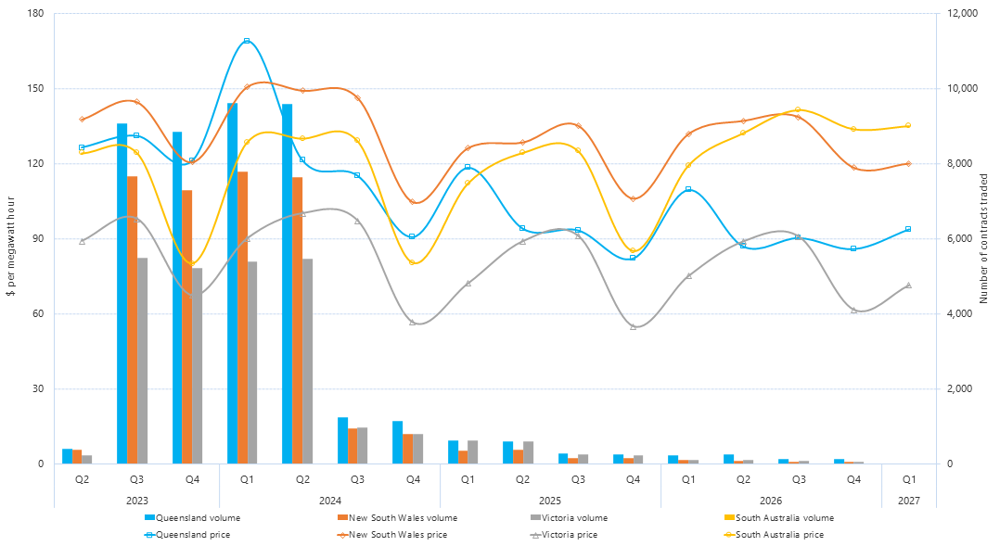 180 12,000
150 10,000
120 8,000
90 6,000
60 4,000
30 2,000
0 0
$ per megawatt hour
Number of contracts traded
Q2 Q3 Q4 Q1 Q2 Q3 Q4 Q1 Q2 Q3 Q4 Q1 Q2 Q3 Q4 Q1
2023 2024 2025 2026 2027
Queensland volume New South Wales volume Victoria volume South Australia volume
Queensland price New South Wales price Victoria price South Australia price